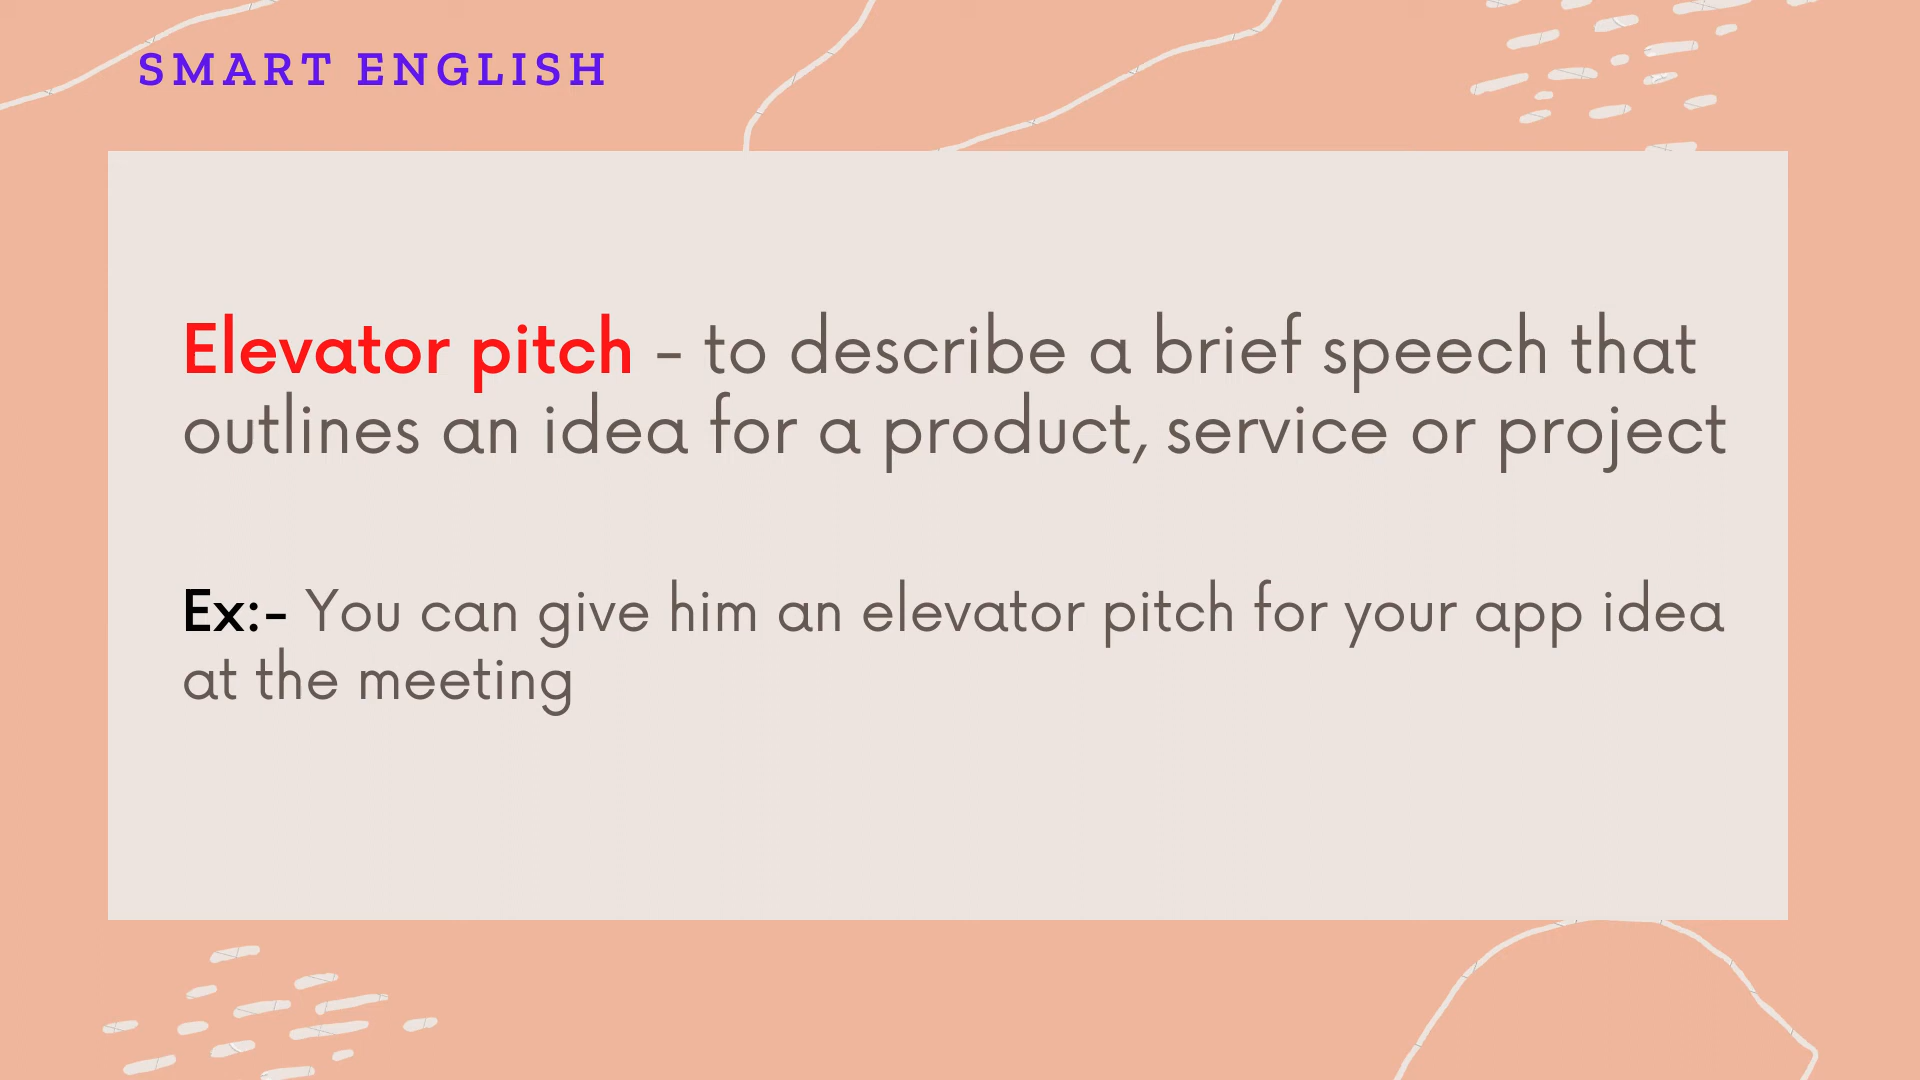 SMART ENGLISH
Elevator pitch - to describe a brief speech that
outlines an idea for a product, service or project
Ex:- You can give him an elevator pitch for your app idea
at the meeting